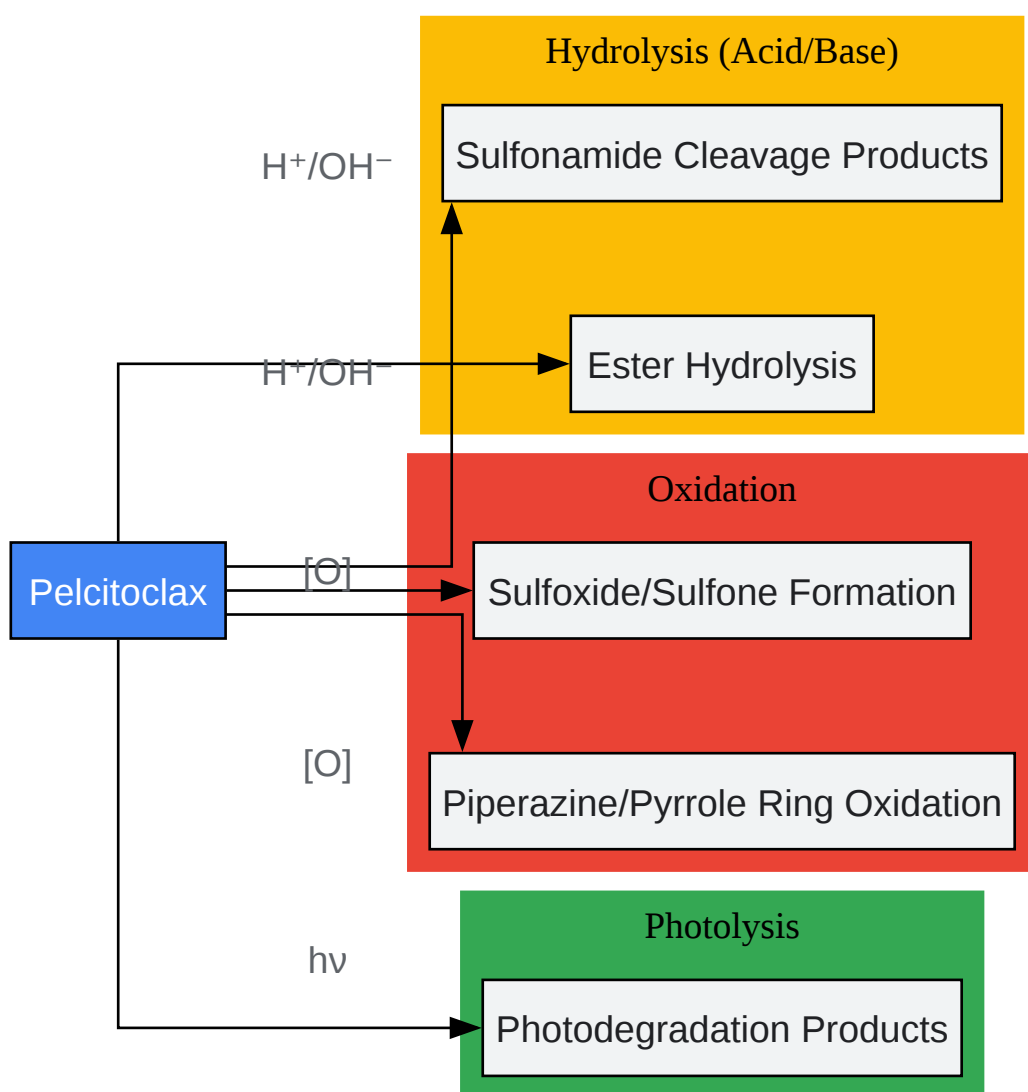 Hydrolysis (Acid/Base)
H⁺/OH⁻
Sulfonamide Cleavage Products
H⁺/OH⁻
Ester Hydrolysis
Oxidation
Pelcitoclax
[O]
Sulfoxide/Sulfone Formation
[O]
Piperazine/Pyrrole Ring Oxidation
Photolysis
hν
Photodegradation Products